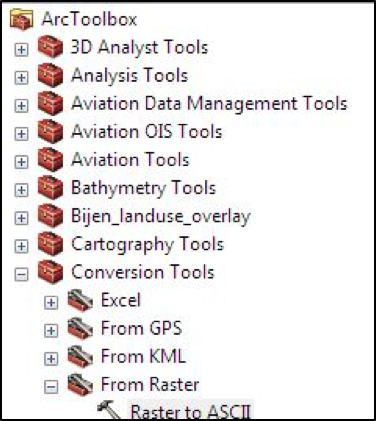 ArcToolbox
3D Analyst Tools
Analysis Tools
Aviation Data Management Tools
Aviation OIS Tools
Aviation Tools
Bathymetry Tools
Bijen_landuse_overlay
Cartography Tools
Conversion Tools
Excel
From GPS
From KML
From Raster
Raster to ASCII